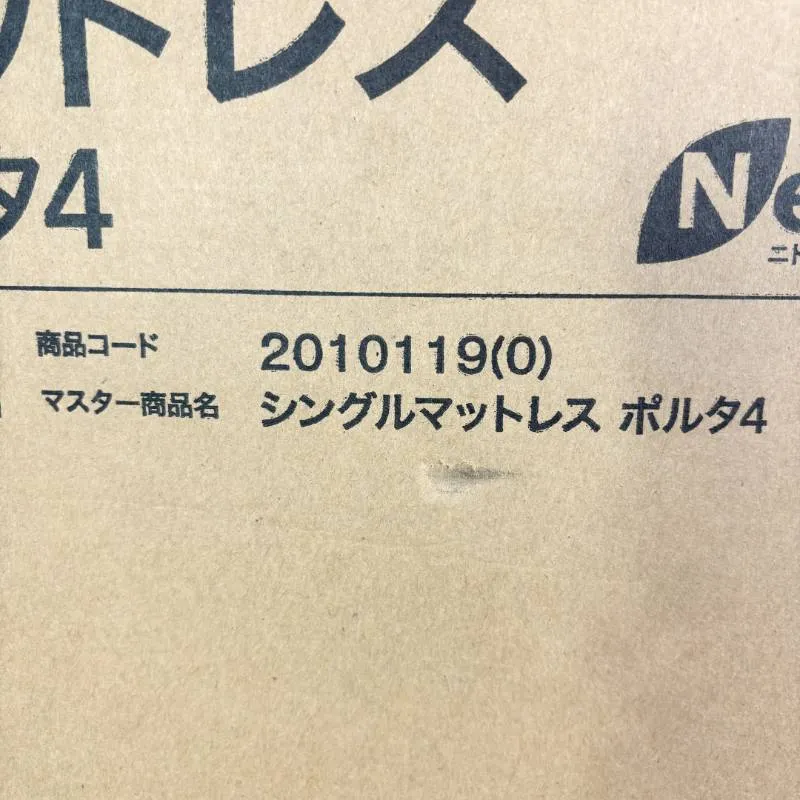 ットレス
タ4
Ne
ニト
商品コード 2010119(0)
マスター商品名 シングルマットレス ポルタ4